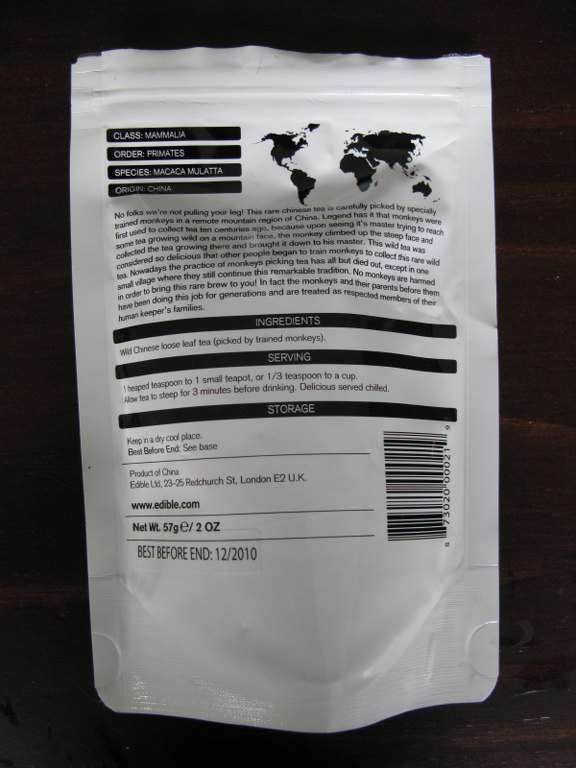 CLASS: MAMMALIA
ORDER: PRIMATES
SPECIES: MACACA MULATTA
ORIGIN: CHINA
No folks we're not pulling your leg! This rare chinese tea is carefully picked by specially
trained monkeys in a remote mountain region of China. Legend has it that monkeys were
first used to collect tea ten centuries ago, because upon seeing it's master trying to reach
some tea growing wild on a mountain face, the monkey climbed up the steep face and
collected the tea growing there and brought it down to his master. This wild tea was
considered so delicious that other people began to train monkeys to collect this rare wild
tea. Nowadays the practice of monkeys picking tea has all but died out, except in one
small village where they still continue this remarkable tradition. No monkeys are harmed
in order to bring this rare brew to you! In fact the monkeys and their parents before them
have been doing this job for generations and are treated as respected members of their
human keeper's families.
INGREDIENTS
Wild Chinese loose leaf tea (picked by trained monkeys).
SERVING
1 heaped teaspoon to 1 small teapot, or 1/3 teaspoon to a cup.
Allow tea to steep for 3 minutes before drinking. Delicious served chilled.
STORAGE
Keep in a dry cool place.
Best Before End: See base
Product of China
Edible Ltd, 23-25 Redchurch St, London E2 U.K.
www.edible.com
Net Wt. 57g ℮/ 2 OZ
BEST BEFORE END: 12/2010
8 73020 00021 9